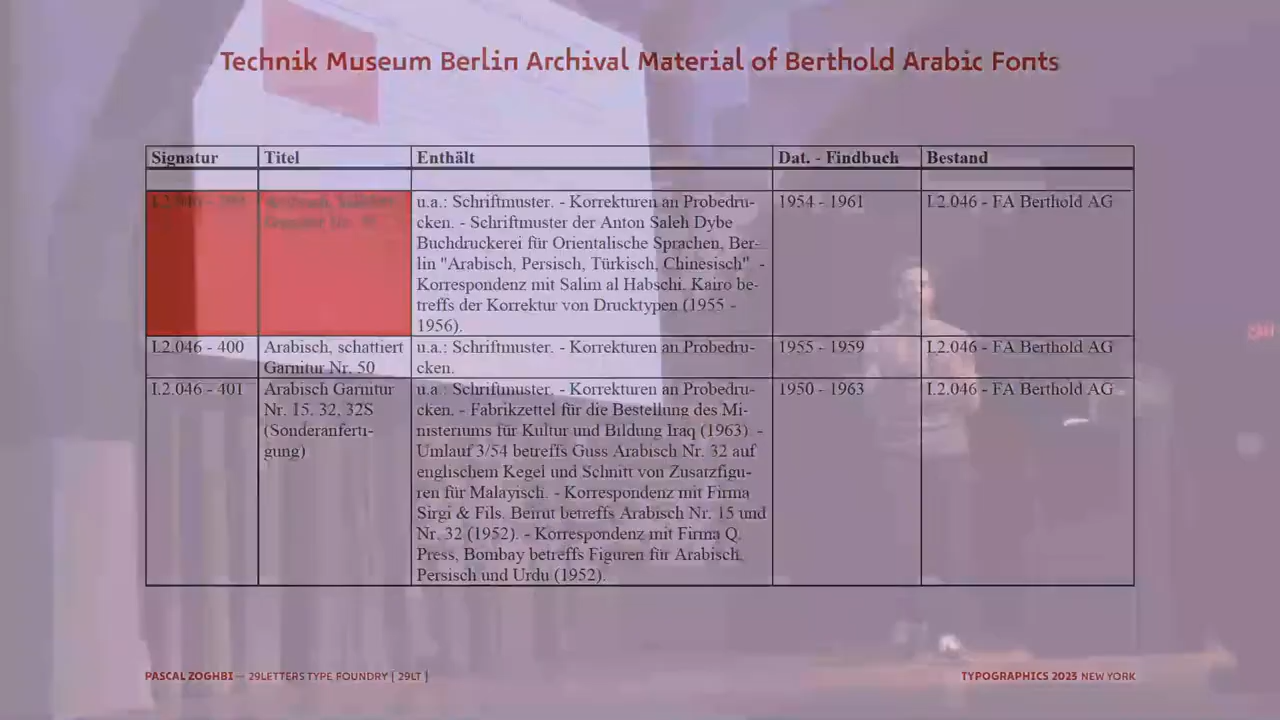 Technik Museum Berlin Archival Material of Berthold Arabic Fonts
Signatur Titel Enthält Dat. - Findbuch Bestand
u.a.: Schriftmuster. - Korrekturen an Probedru-
cken. - Schriftmuster der Anton Saleh Dybe
Buchdruckerei für Orientalische Sprachen, Ber-
lin "Arabisch, Persisch, Türkisch, Chinesisch" -
Korrespondenz mit Salim al Habschi, Kairo be-
treffs der Korrektur von Drucktypen (1955 -
1956).
1954 - 1961
I.2.046 - FA Berthold AG
I.2.046 - 400
Arabisch, schattiert
Garnitur Nr. 50
u.a.: Schriftmuster. - Korrekturen an Probedru-
cken.
1955 - 1959
I.2.046 - FA Berthold AG
I.2.046 - 401
Arabisch Garnitur
Nr. 15, 32, 32S
(Sonderanferti-
gung)
u.a.: Schriftmuster. - Korrekturen an Probedru-
cken. - Fabrikzettel für die Bestellung des Mi-
nisteriums für Kultur und Bildung Iraq (1963). -
Umlauf 3/54 betreffs Guss Arabisch Nr. 32 auf
englischem Kegel und Schnitt von Zusatzfigu-
ren für Malayisch. - Korrespondenz mit Firma
Sirgi & Fils, Beirut betreffs Arabisch Nr. 15 und
Nr. 32 (1952). - Korrespondenz mit Firma Q.
Press, Bombay betreffs Figuren für Arabisch,
Persisch und Urdu (1952).
1950 - 1963
I.2.046 - FA Berthold AG
PASCAL ZOGHBI — 29LETTERS TYPE FOUNDRY [ 29LT ]
TYPOGRAPHICS 2023 NEW YORK